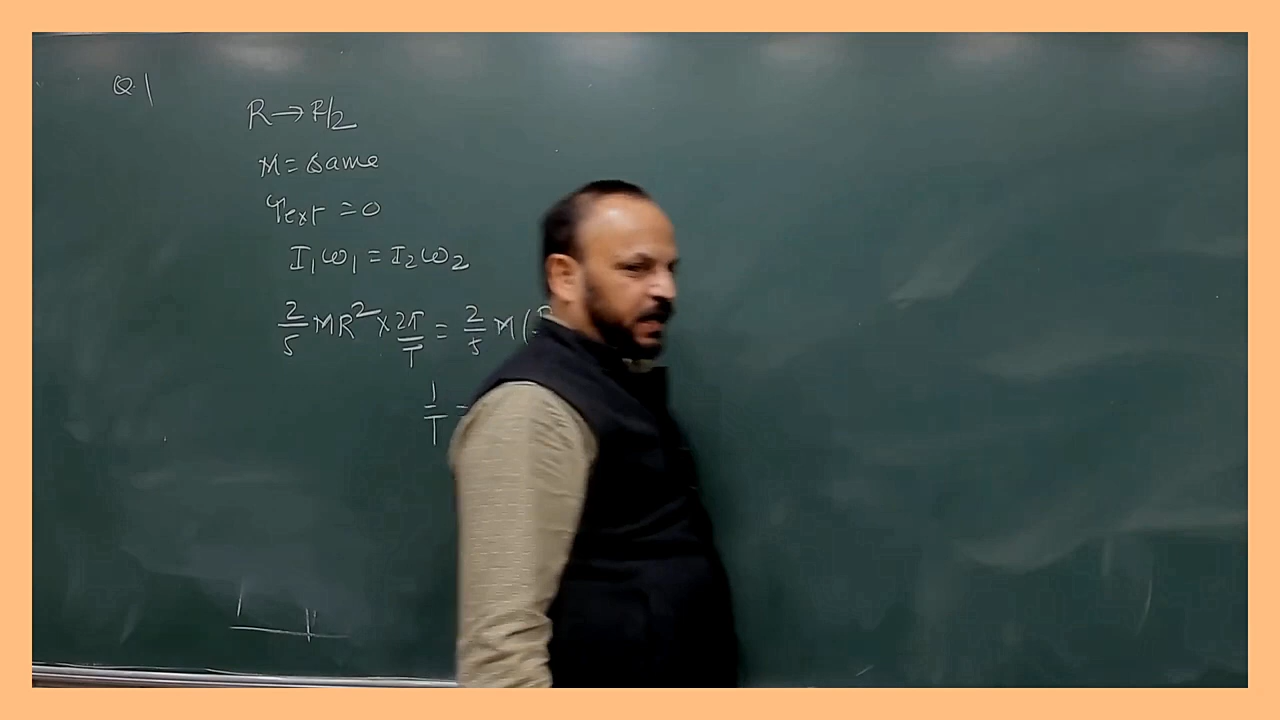 Q.1
R → R/2
M = same
τext = 0
I₁ω₁ = I₂ω₂
2/5 MR² × 2π/T = 2/5 M(
1/T =